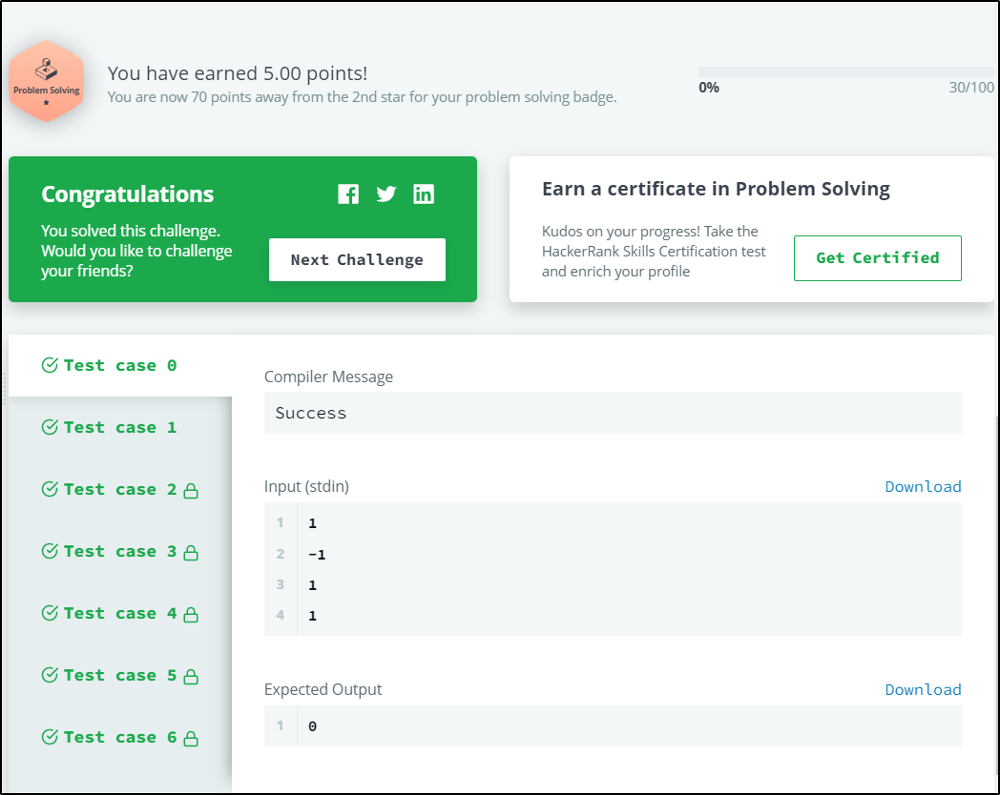 Problem Solving
You have earned 5.00 points!
You are now 70 points away from the 2nd star for your problem solving badge.
0%
30/100
Congratulations
You solved this challenge.
Would you like to challenge
your friends?
Next Challenge
Earn a certificate in Problem Solving
Kudos on your progress! Take the
HackerRank Skills Certification test
and enrich your profile
Get Certified
Test case 0
Test case 1
Test case 2
Test case 3
Test case 4
Test case 5
Test case 6
Compiler Message
Success
Input (stdin)
Download
1 1
2 -1
3 1
4 1
Expected Output
Download
1 0